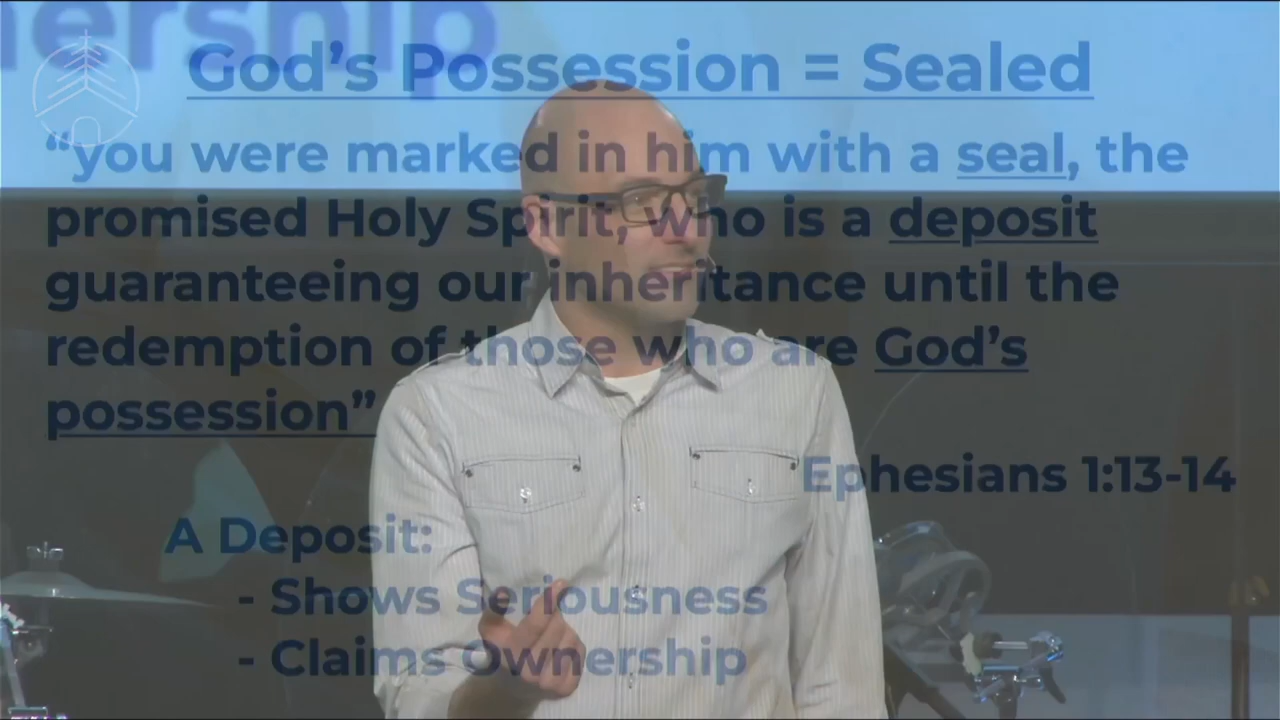 nership
God’s Possession = Sealed
“you were marked in him with a seal, the
promised Holy Spirit, who is a deposit
guaranteeing our inheritance until the
redemption of those who are God’s
possession”
Ephesians 1:13-14
A Deposit:
- Shows Seriousness
- Claims Ownership